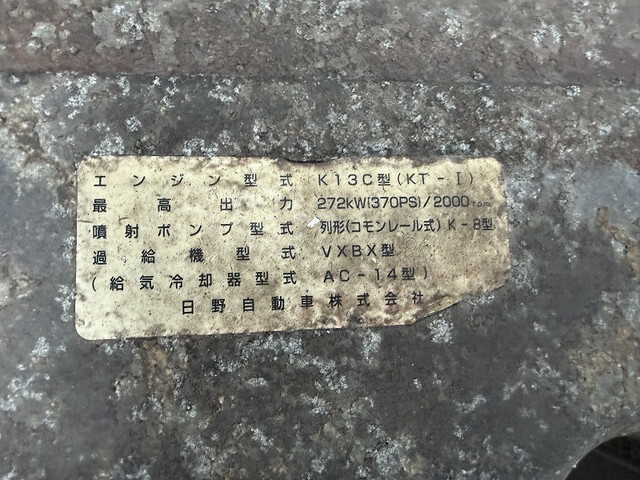 エンジン型式 K13C型(KT-I)
最高出力 272kW(370PS)/2000r.p.m.
噴射ポンプ型式 列形(コモンレール式) K-8型
過給機型式 VXBX型
(給気冷却器型式 AC-14型)
日野自動車株式会社